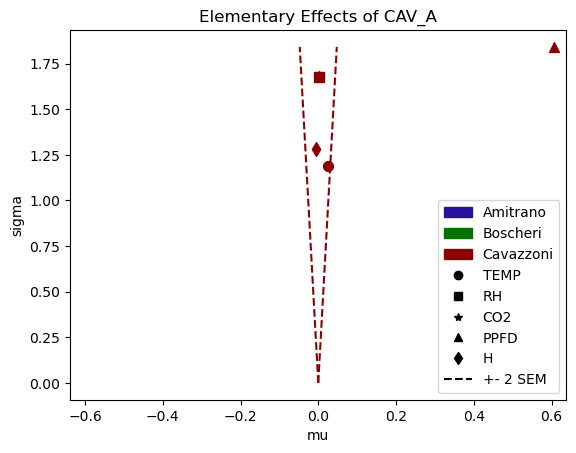 Elementary Effects of CAV_A
sigma
1.75
1.50
1.25
1.00
0.75
0.50
0.25
0.00
−0.6
−0.4
−0.2
0.0
0.2
0.4
0.6
mu
Amitrano
Boscheri
Cavazzoni
TEMP
RH
CO2
PPFD
H
+- 2 SEM